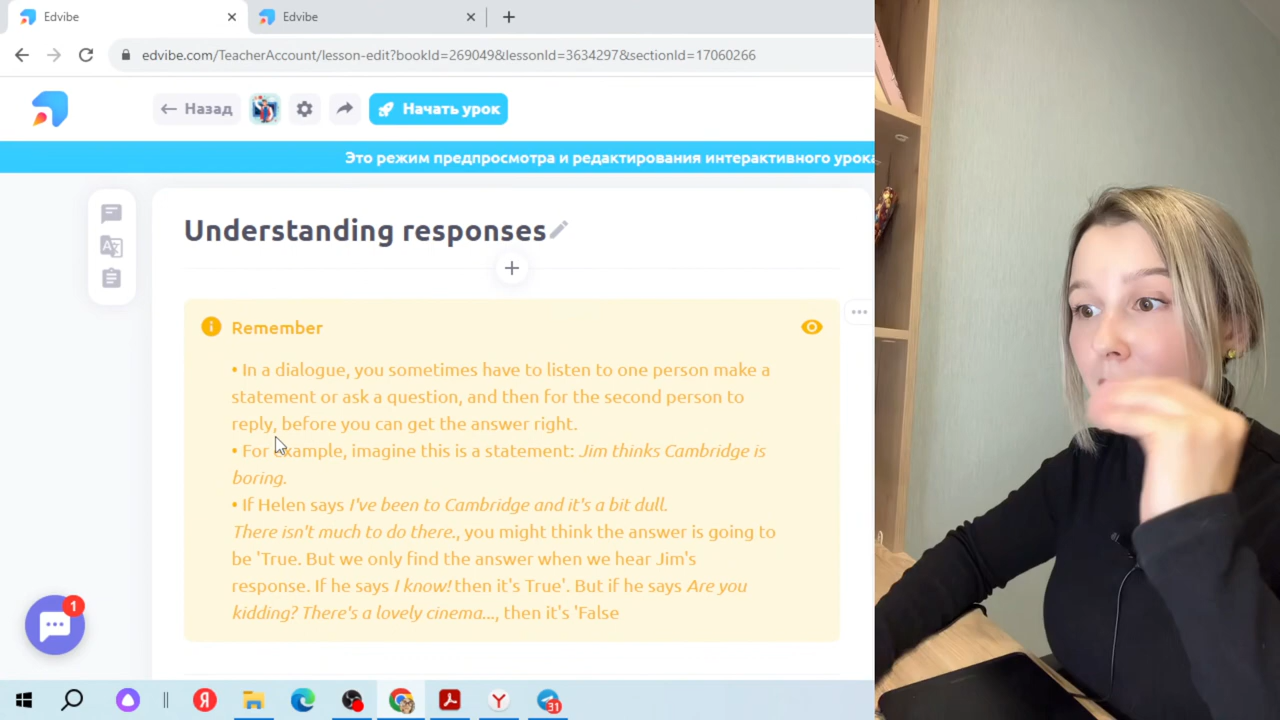 Edvibe
Edvibe
edvibe.com/TeacherAccount/lesson-edit?bookId=269049&lessonId=3634297&sectionId=17060266
Назад
Начать урок
Это режим предпросмотра и редактирования интерактивного урока
Understanding responses
Remember
• In a dialogue, you sometimes have to listen to one person make a
statement or ask a question, and then for the second person to
reply, before you can get the answer right.
• For example, imagine this is a statement: Jim thinks Cambridge is
boring.
• If Helen says I've been to Cambridge and it's a bit dull.
There isn't much to do there., you might think the answer is going to
be 'True. But we only find the answer when we hear Jim's
response. If he says I know! then it's True'. But if he says Are you
kidding? There's a lovely cinema..., then it's 'False
1
31